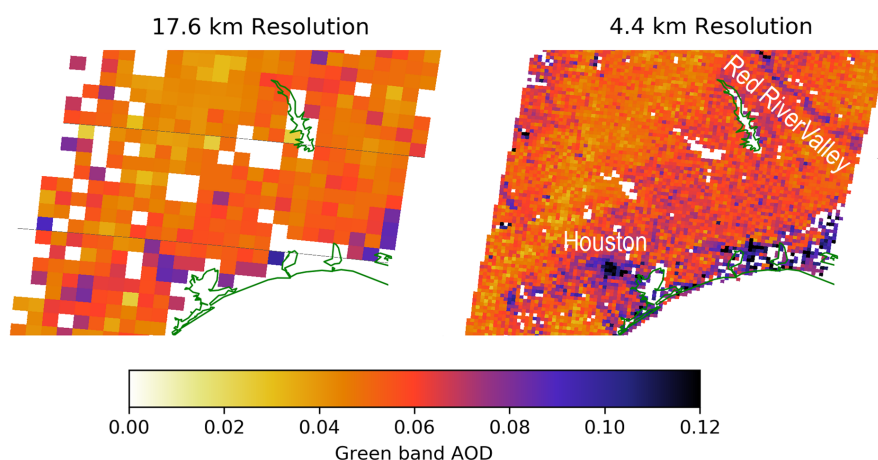 17.6 km Resolution
4.4 km Resolution
Red RiverValley
Houston
0.00 0.02 0.04 0.06 0.08 0.10 0.12
Green band AOD